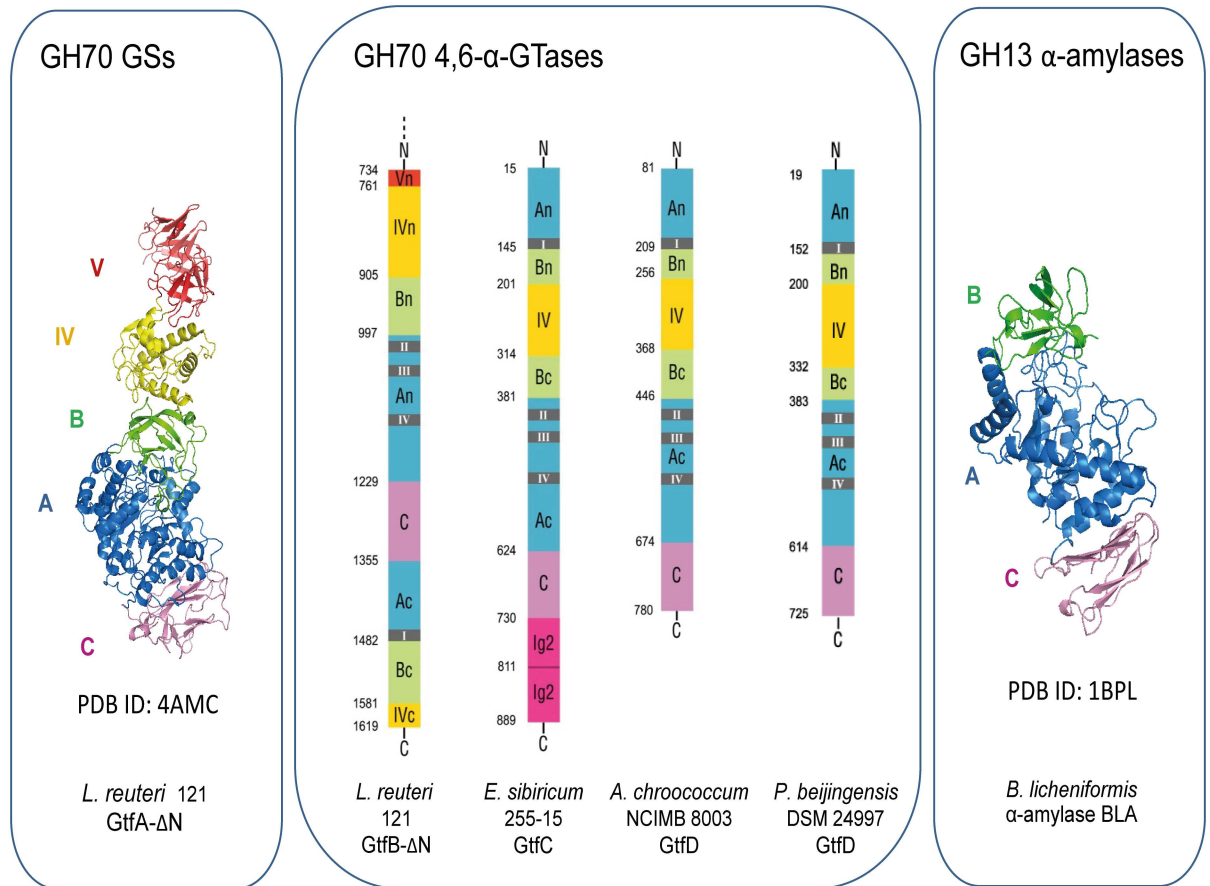 GH70 GSs
V
IV
B
A
C
PDB ID: 4AMC
L. reuteri 121
GtfA-ΔN
GH70 4,6-α-GTases
N
734
Vn
761
IVn
905
Bn
997
II
III
An
IV
1229
C
1355
Ac
1482
I
Bc
1581
IVc
1619
C
L. reuteri
121
GtfB-ΔN
N
15
An
I
145
Bn
201
IV
314
Bc
381
II
III
IV
Ac
624
C
730
Ig2
811
Ig2
889
C
E. sibiricum
255-15
GtfC
N
81
An
I
209
Bn
256
IV
368
Bc
446
II
III
Ac
IV
674
C
780
C
A. chroococcum
NCIMB 8003
GtfD
N
19
An
I
152
Bn
200
IV
332
Bc
383
II
III
Ac
IV
614
C
725
C
P. beijingensis
DSM 24997
GtfD
GH13 α-amylases
B
A
C
PDB ID: 1BPL
B. licheniformis
α-amylase BLA